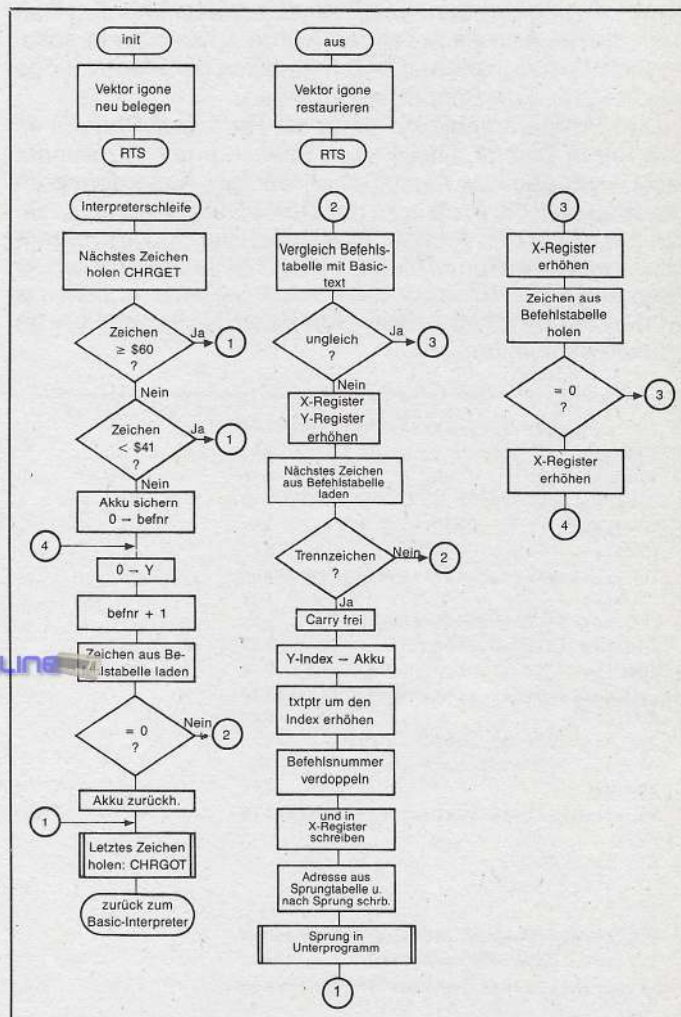 init
Vektor igone
neu belegen
RTS
aus
Vektor igone
restaurieren
RTS
Interpreterschleife
Nächstes Zeichen
holen CHRGET
Zeichen
≥ $60
?
Ja
1
Nein
Zeichen
< $41
?
Ja
1
Nein
Akku sichern
0 – befnr
4
0 – Y
befnr + 1
Zeichen aus Be-
laden
= 0
?
Nein
2
Akku zurückh.
1
Letztes Zeichen
holen: CHRGOT
zurück zum
Basic-Interpreter
2
Vergleich Befehls-
tabelle mit Basic-
text
ungleich
?
Ja
3
Nein
X-Register
Y-Register
erhöhen
Nächstes Zeichen
aus Befehlstabelle
laden
Trennzeichen
?
Nein
2
Ja
Carry frei
Y-Index – Akku
txtptr um den
Index erhöhen
Befehlsnummer
verdoppeln
und in
X-Register
schreiben
Adresse aus
Sprungtabelle u.
nach Sprung schrb.
Sprung in
Unterprogramm
1
3
X-Register
erhöhen
Zeichen aus
Befehlstabelle
holen
= 0
?
3
X-Register
erhöhen
4